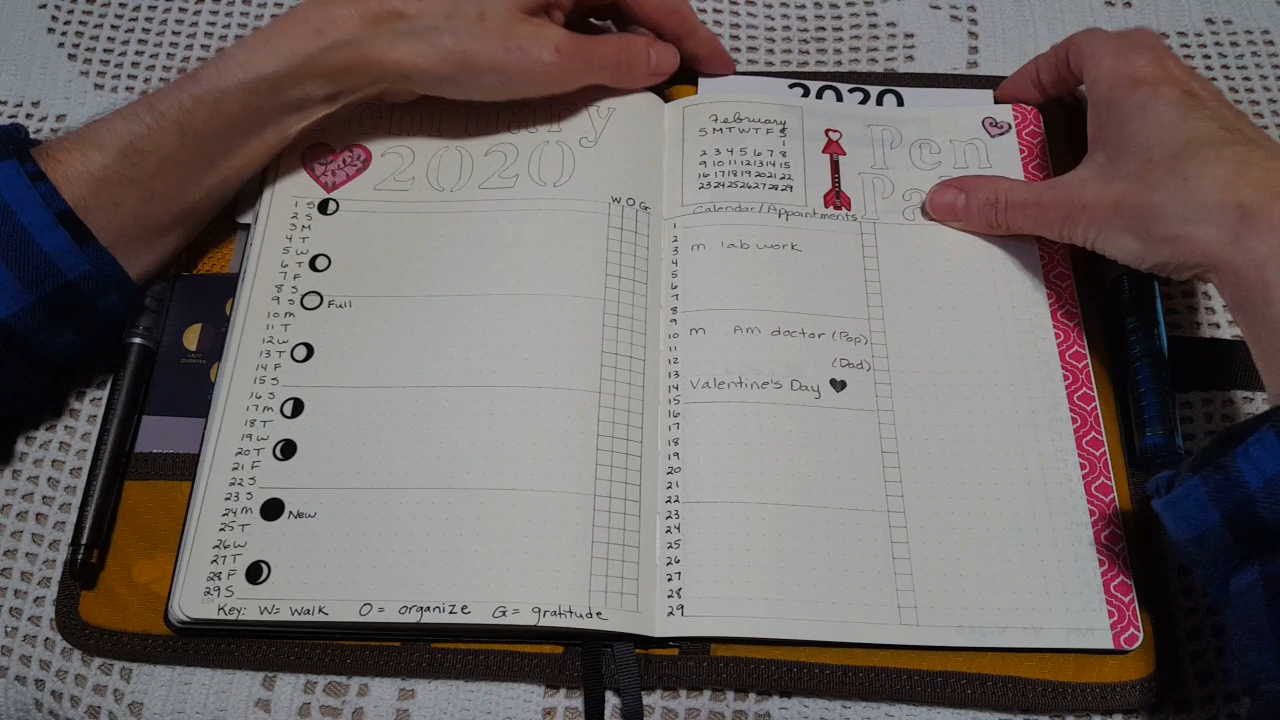 February
2020
W O G
1 S
2 S
3 M
4 T
5 W
6 T
7 F
8 S
9 S Full
10 M
11 T
12 W
13 T
14 F
15 S
16 S
17 M
18 T
19 W
20 T
21 F
22 S
23 S
24 M New
25 T
26 W
27 T
28 F
29 S
Key: W= walk O= organize G= gratitude
LAST
QUARTER
2020
February
S M T W T F S
1
2 3 4 5 6 7 8
9 10 11 12 13 14 15
16 17 18 19 20 21 22
23 24 25 26 27 28 29
Pen
Calendar/Appointments
1
2
3 m lab work
4
5
6
7
8
9
10 m AM doctor (Pop)
11
12 (Dad)
13
14 Valentine's Day
15
16
17
18
19
20
21
22
23
24
25
26
27
28
29